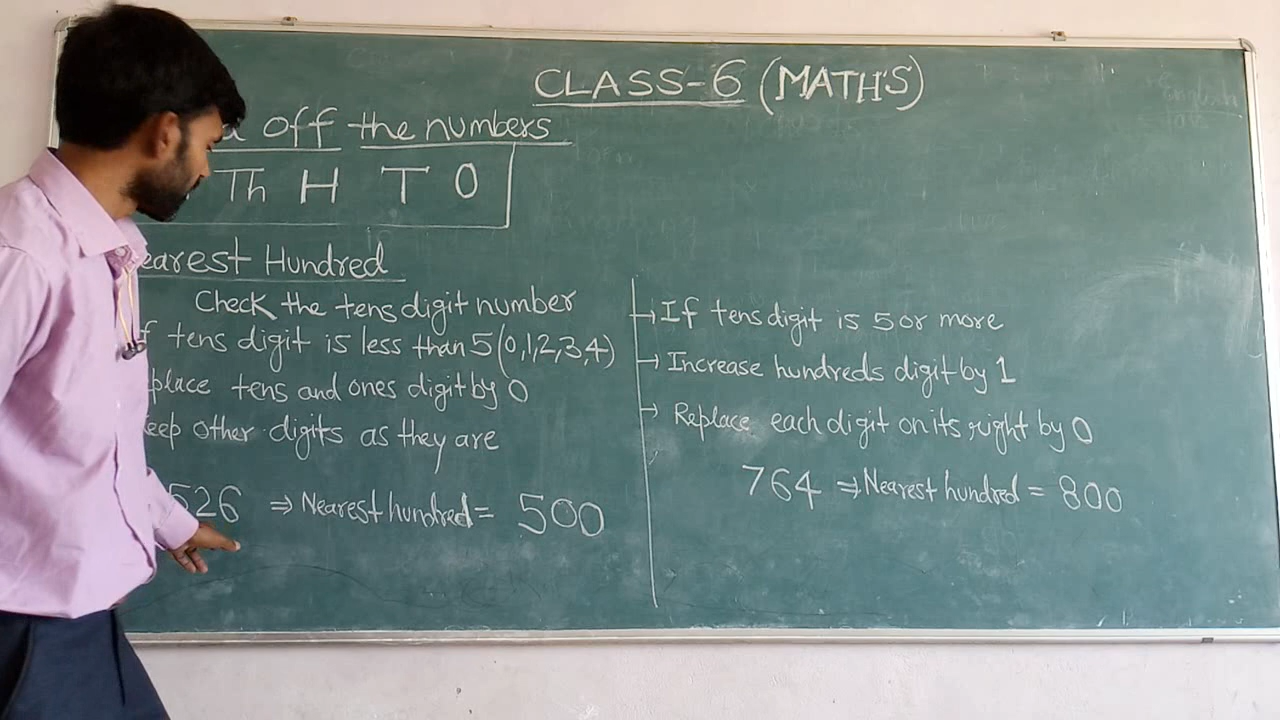 CLASS-6 (MATH'S)
off the numbers
Th H T O
earest Hundred
Check the tens digit number
f tens digit is less than 5 (0,1,2,3,4)
place tens and ones digit by 0
eep other digits as they are
526 ⇒ Nearest hundred = 500
→ If tens digit is 5 or more
→ Increase hundreds digit by 1
→ Replace each digit on its right by 0
764 ⇒ Nearest hundred = 800